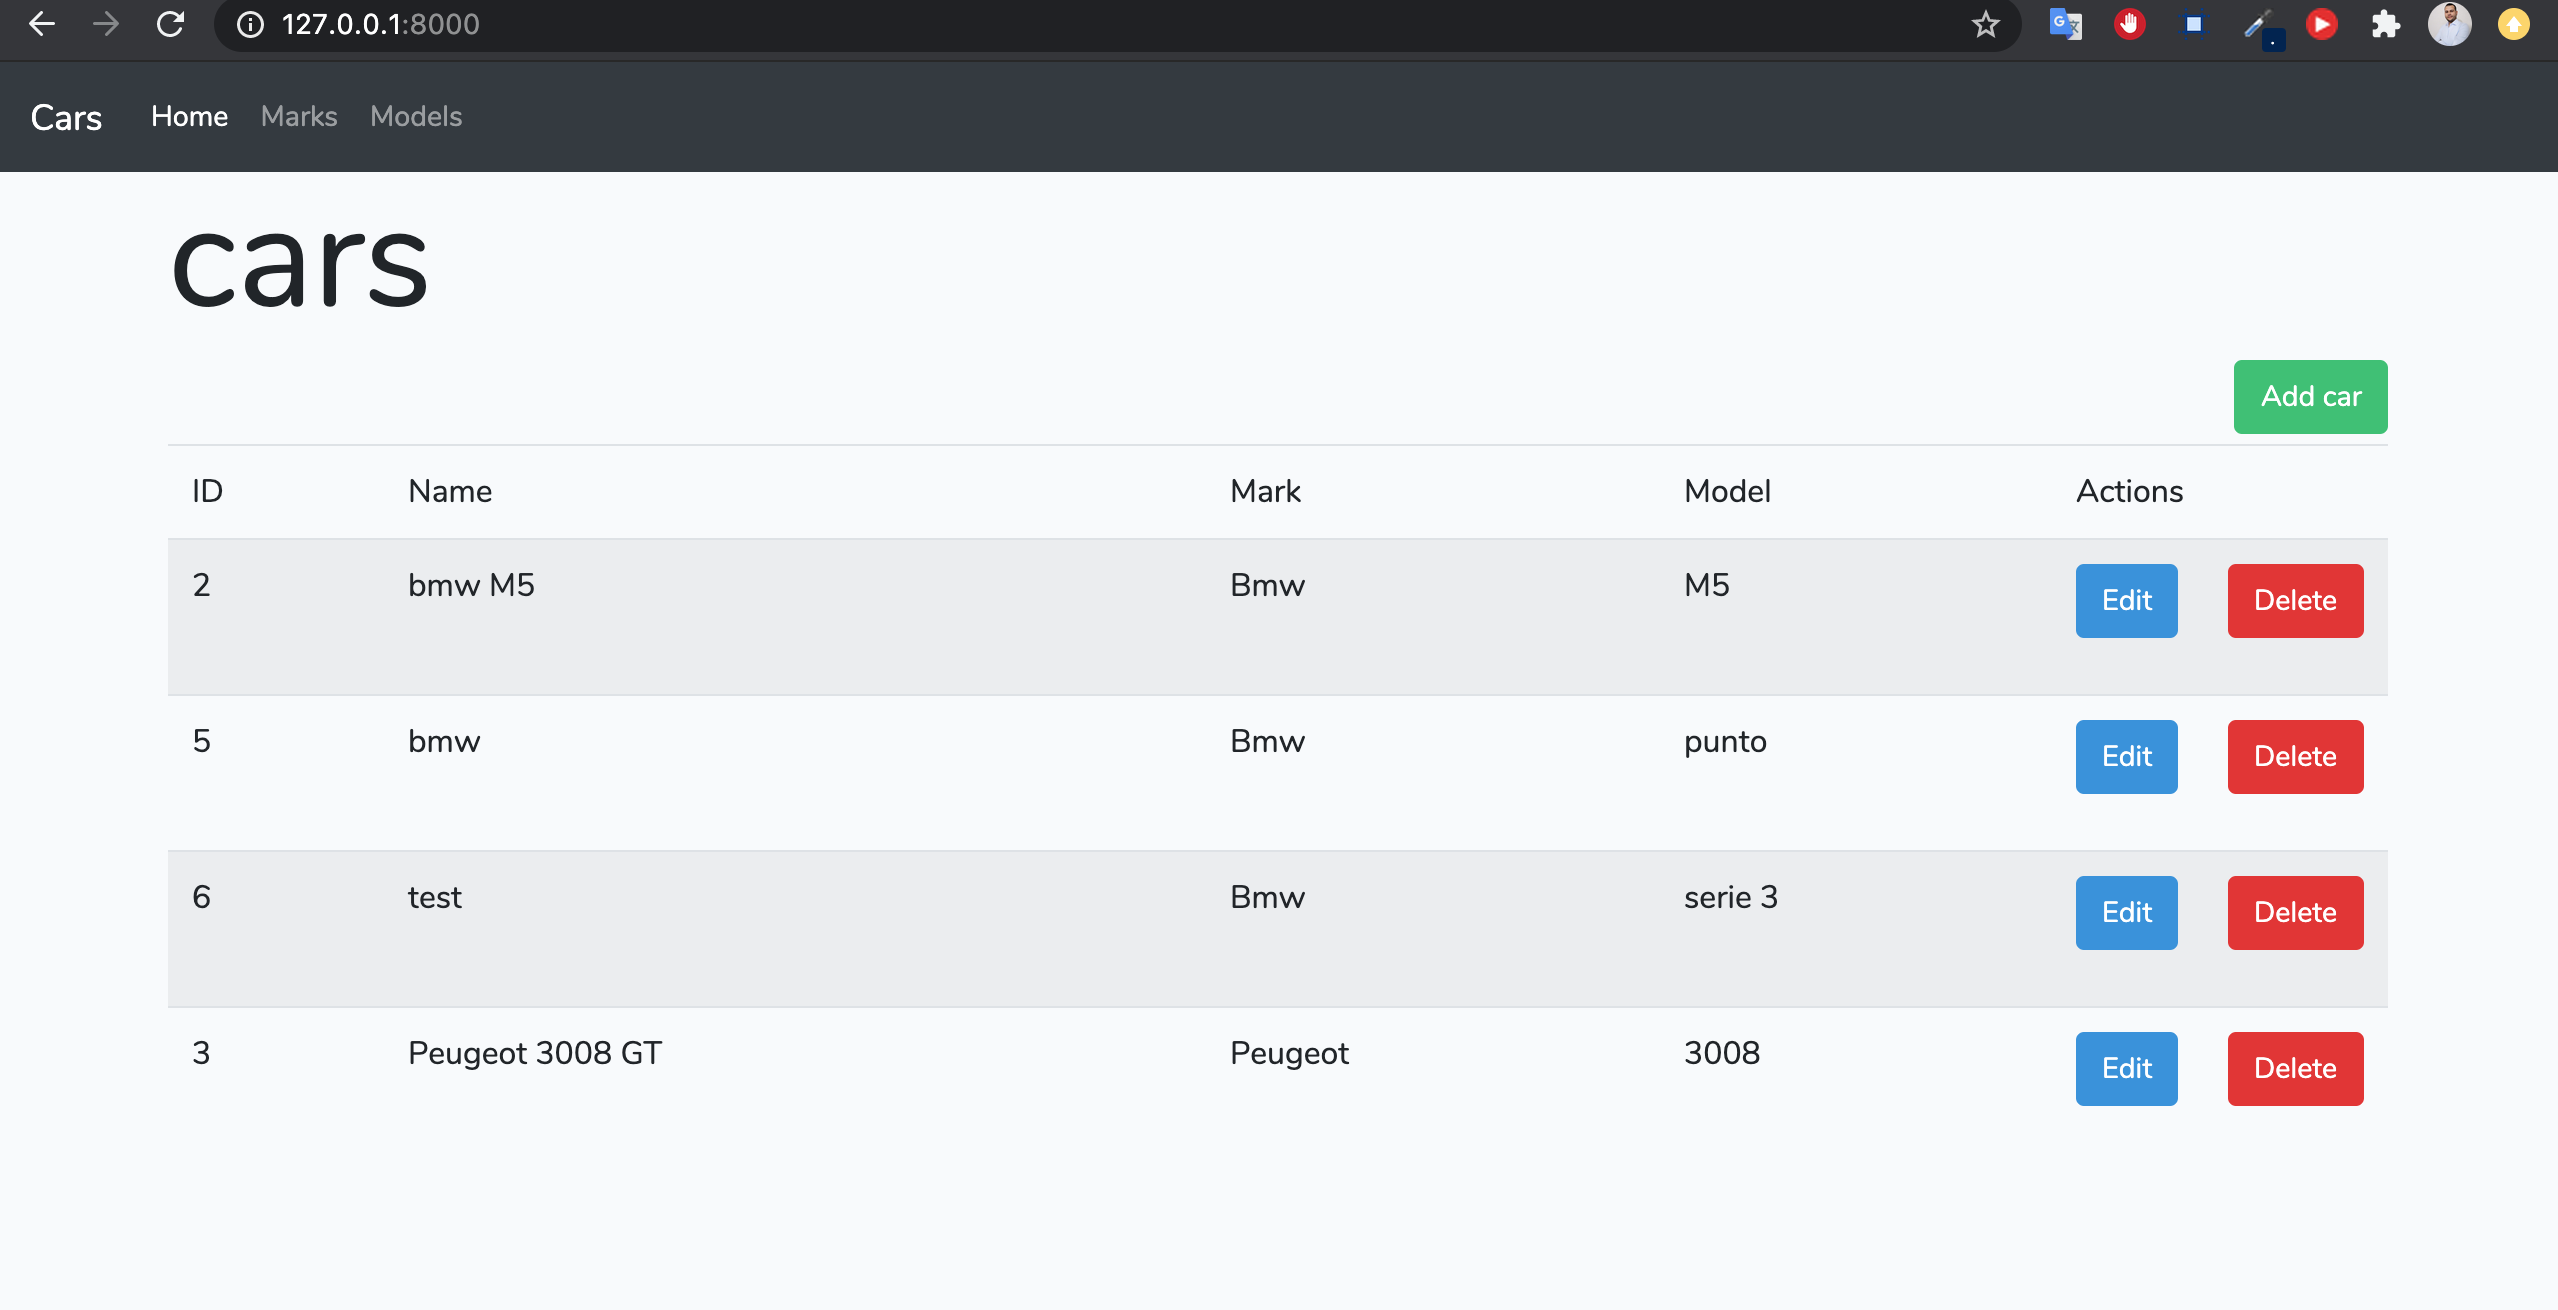 127.0.0.1:8000
Cars Home Marks Models
cars
Add car
ID Name Mark Model Actions
2 bmw M5 Bmw M5 Edit Delete
5 bmw Bmw punto Edit Delete
6 test Bmw serie 3 Edit Delete
3 Peugeot 3008 GT Peugeot 3008 Edit Delete